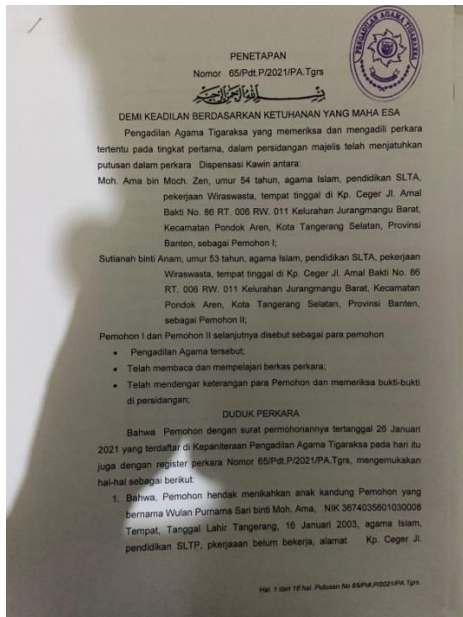 PENETAPAN
Nomor 65/Pdt.P/2021/PA.Tgrs
PENGADILAN AGAMA TIGARAKSA
DEMI KEADILAN BERDASARKAN KETUHANAN YANG MAHA ESA
Pengadilan Agama Tigaraksa yang memeriksa dan mengadili perkara
tertentu pada tingkat pertama, dalam persidangan majelis telah menjatuhkan
putusan dalam perkara Dispensasi Kawin antara:
Moh. Ama bin Moch. Zen, umur 54 tahun, agama Islam, pendidikan SLTA,
pekerjaan Wiraswasta, tempat tinggal di Kp. Ceger Jl. Amal
Bakti No. 86 RT. 006 RW. 011 Kelurahan Jurangmangu Barat,
Kecamatan Pondok Aren, Kota Tangerang Selatan, Provinsi
Banten, sebagai Pemohon I;
Sutianah binti Anam, umur 53 tahun, agama Islam, pendidikan SLTA, pekerjaan
Wiraswasta, tempat tinggal di Kp. Ceger Jl. Amal Bakti No. 86
RT. 006 RW. 011 Kelurahan Jurangmangu Barat, Kecamatan
Pondok Aren, Kota Tangerang Selatan, Provinsi Banten,
sebagai Pemohon II;
Pemohon I dan Pemohon II selanjutnya disebut sebagai para pemohon
• Pengadilan Agama tersebut;
• Telah membaca dan mempelajari berkas perkara;
• Telah mendengar keterangan para Pemohon dan memeriksa bukti-bukti
di persidangan;
DUDUK PERKARA
Bahwa Pemohon dengan surat permohonannya tertanggal 26 Januari
2021 yang terdaftar di Kepaniteraan Pengadilan Agama Tigaraksa pada hari itu
juga dengan register perkara Nomor 65/Pdt.P/2021/PA.Tgrs, mengemukakan
hal-hal sebagai berikut:
1. Bahwa, Pemohon hendak menikahkan anak kandung Pemohon yang
bernama Wulan Purnama Sari binti Moh. Ama, NIK 3674035601030008
Tempat, Tanggal Lahir Tangerang, 16 Januari 2003, agama Islam,
pendidikan SLTP, pkerjaaan belum bekerja, alamat Kp. Ceger Jl.
Hal. 1 dari 16 hal. Putusan No 65/Pdt.P/2021/PA.Tgrs.